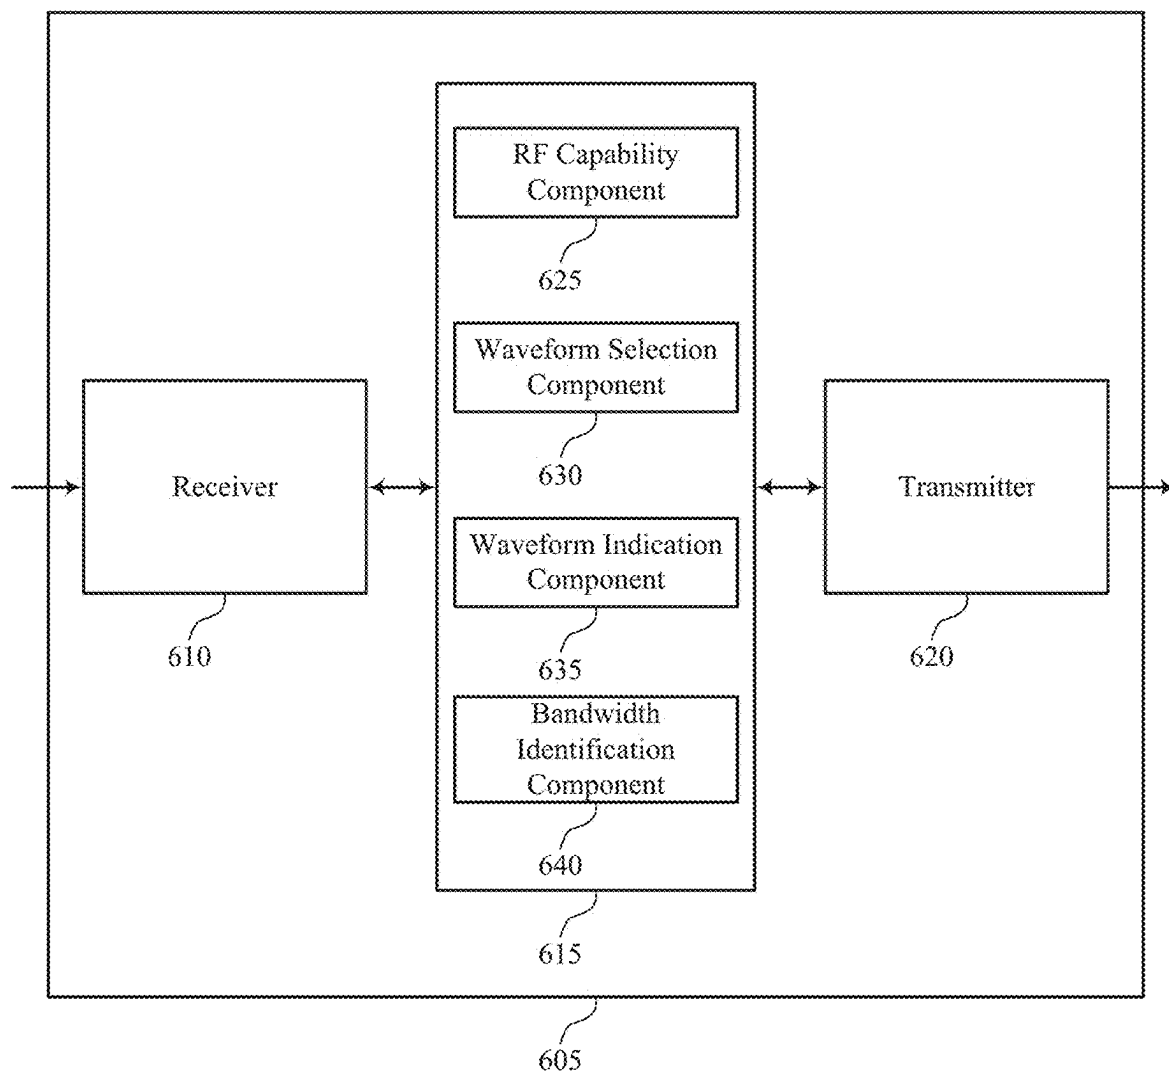 RF Capability
Component
625
Waveform Selection
Component
630
Receiver
610
Waveform Indication
Component
635
Transmitter
620
Bandwidth
Identification
Component
640
615
605